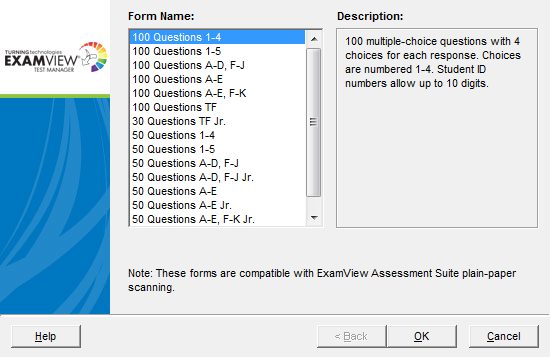 TURNING technologies
EXAMVIEW
TEST MANAGER
Form Name:
100 Questions 1-4
100 Questions 1-5
100 Questions A-D, F-J
100 Questions A-E
100 Questions A-E, F-K
100 Questions TF
30 Questions TF Jr.
50 Questions 1-4
50 Questions 1-5
50 Questions A-D, F-J
50 Questions A-D, F-J Jr.
50 Questions A-E
50 Questions A-E Jr.
50 Questions A-E, F-K Jr.
Description:
100 multiple-choice questions with 4
choices for each response. Choices
are numbered 1-4. Student ID
numbers allow up to 10 digits.
Note: These forms are compatible with ExamView Assessment Suite plain-paper
scanning.
Help
< Back
OK
Cancel